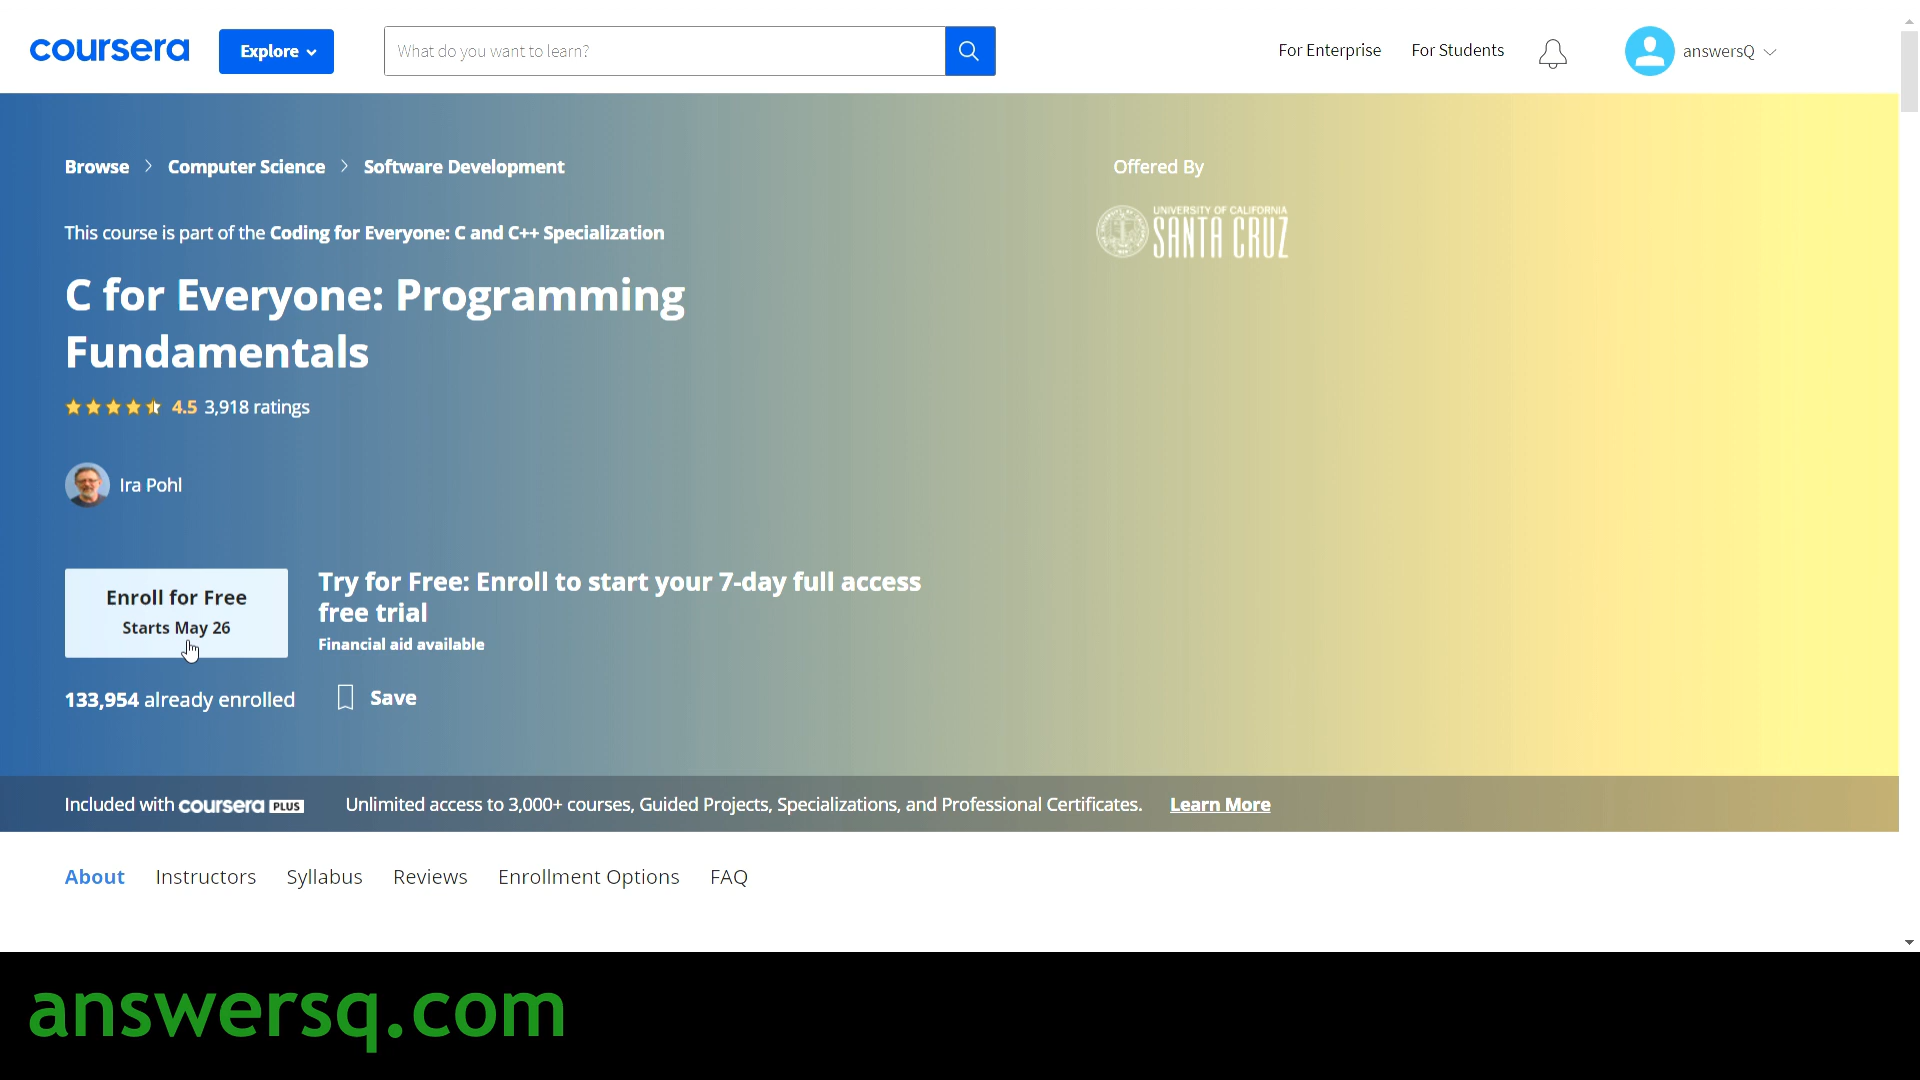 coursera
Explore
What do you want to learn?
For Enterprise
For Students
answersQ
Browse > Computer Science > Software Development
Offered By
UNIVERSITY OF CALIFORNIA
SANTA CRUZ
This course is part of the Coding for Everyone: C and C++ Specialization
C for Everyone: Programming
Fundamentals
4.5 3,918 ratings
Ira Pohl
Enroll for Free
Starts May 26
Try for Free: Enroll to start your 7-day full access
free trial
Financial aid available
133,954 already enrolled
Save
Included with coursera PLUS
Unlimited access to 3,000+ courses, Guided Projects, Specializations, and Professional Certificates.
Learn More
About
Instructors
Syllabus
Reviews
Enrollment Options
FAQ
answersq.com